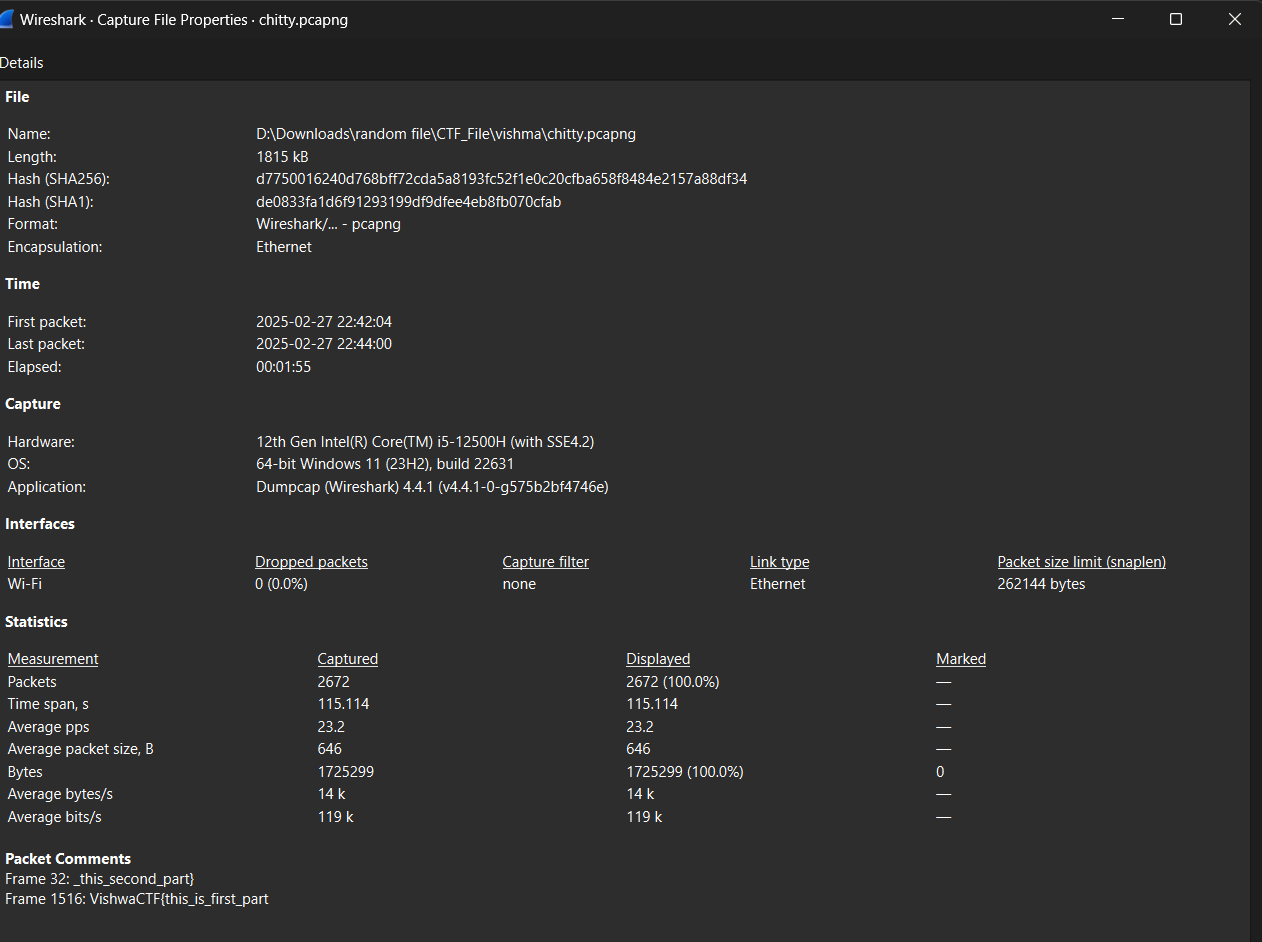 Wireshark · Capture File Properties · chitty.pcapng
Details
File
Name: D:\Downloads\random file\CTF_File\vishma\chitty.pcapng
Length: 1815 kB
Hash (SHA256): d7750016240d768bff72cda5a8193fc52f1e0c20cfba658f8484e2157a88df34
Hash (SHA1): de0833fa1d6f91293199df9dfee4eb8fb070cfab
Format: Wireshark/... - pcapng
Encapsulation: Ethernet
Time
First packet: 2025-02-27 22:42:04
Last packet: 2025-02-27 22:44:00
Elapsed: 00:01:55
Capture
Hardware: 12th Gen Intel(R) Core(TM) i5-12500H (with SSE4.2)
OS: 64-bit Windows 11 (23H2), build 22631
Application: Dumpcap (Wireshark) 4.4.1 (v4.4.1-0-g575b2bf4746e)
Interfaces
Interface Dropped packets Capture filter Link type Packet size limit (snaplen)
Wi-Fi 0 (0.0%) none Ethernet 262144 bytes
Statistics
Measurement Captured Displayed Marked
Packets 2672 2672 (100.0%) —
Time span, s 115.114 115.114 —
Average pps 23.2 23.2 —
Average packet size, B 646 646 —
Bytes 1725299 1725299 (100.0%) 0
Average bytes/s 14 k 14 k —
Average bits/s 119 k 119 k —
Packet Comments
Frame 32: _this_second_part}
Frame 1516: VishwaCTF{this_is_first_part